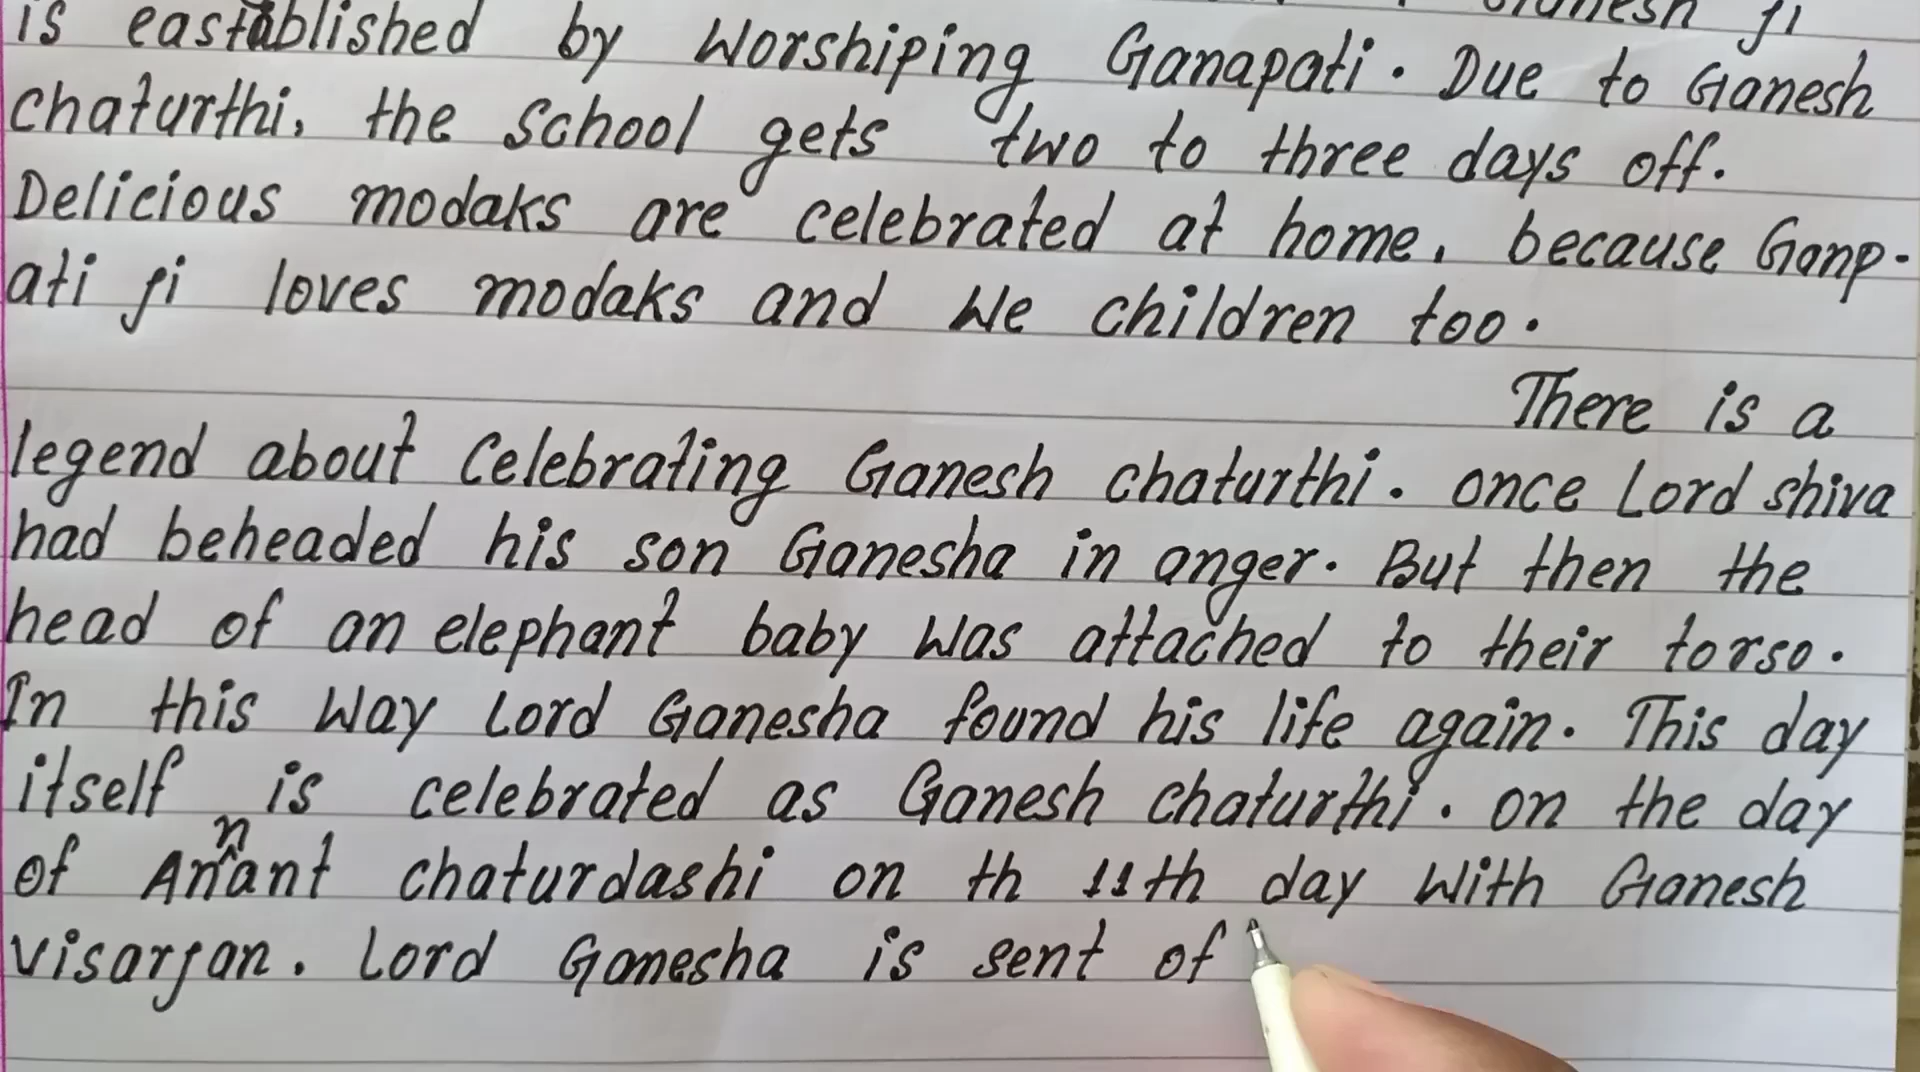 Ganesh ji
is eastablished by Worshiping Ganapati. Due to Ganesh
chaturthi, the School gets two to three days off.
Delicious modaks are celebrated at home, because Ganp-
ati ji loves modaks and We children too.
There is a
legend about Celebrating Ganesh chaturthi. once Lord shiva
had beheaded his son Ganesha in anger. But then the
head of an elephant baby was attached to their torso.
In this way Lord Ganesha found his life again. This day
itself is celebrated as Ganesh chaturthi. on the day
of Annant chaturdashi on th 11th day with Ganesh
visarjan. Lord Ganesha is sent of